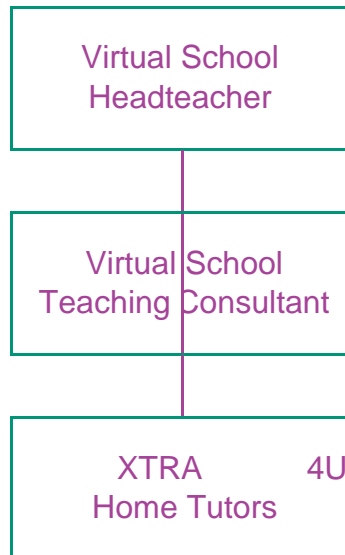 Virtual School
Headteacher
Virtual School
Teaching Consultant
XTRA 4U
Home Tutors